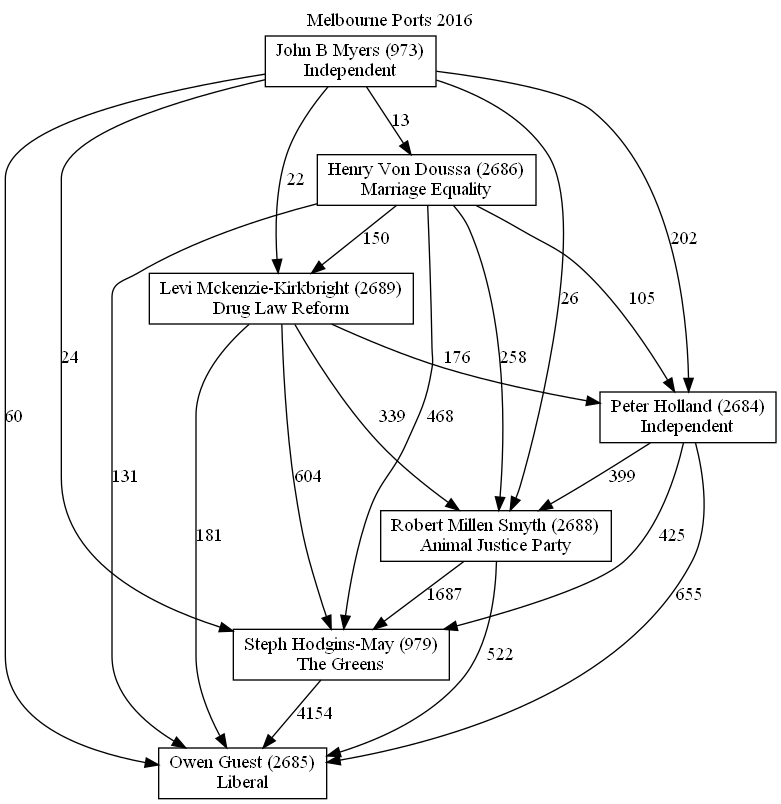 Melbourne Ports 2016
John B Myers (973)
Independent
13
Henry Von Doussa (2686)
Marriage Equality
22
150
202
Levi Mckenzie-Kirkbright (2689)
Drug Law Reform
26
105
24
176
258
Peter Holland (2684)
Independent
60
339
468
131
604
399
Robert Millen Smyth (2688)
Animal Justice Party
181
425
1687
655
Steph Hodgins-May (979)
The Greens
522
4154
Owen Guest (2685)
Liberal